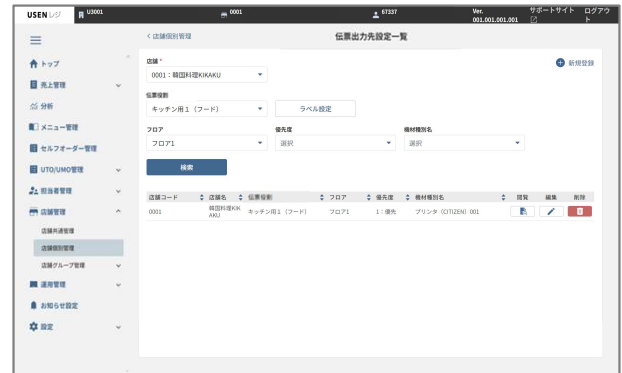 USEN レジ U3001 0001 67337 Ver. 001.001.001.001 サポートサイト ログアウト
< 店舗個別管理 伝票出力先設定一覧
トップ
売上管理
分析
メニュー管理
セルフオーダー管理
UTO/UMO管理
担当者管理
店舗管理
店舗共通管理
店舗個別管理
店舗グループ管理
運用管理
お知らせ設定
設定
店舗 *
新規登録
0001：韓国料理KIKAKU
伝票役割
キッチン用１（フード） ラベル設定
フロア 優先度 機材種別名
フロア1 選択 選択
検索
店舗コード 店舗名 伝票役割 フロア 優先度 機材種別名 閲覧 編集 削除
0001 韓国料理KIKAKU キッチン用１（フード） フロア1 1：優先 プリンタ（CITIZEN）001